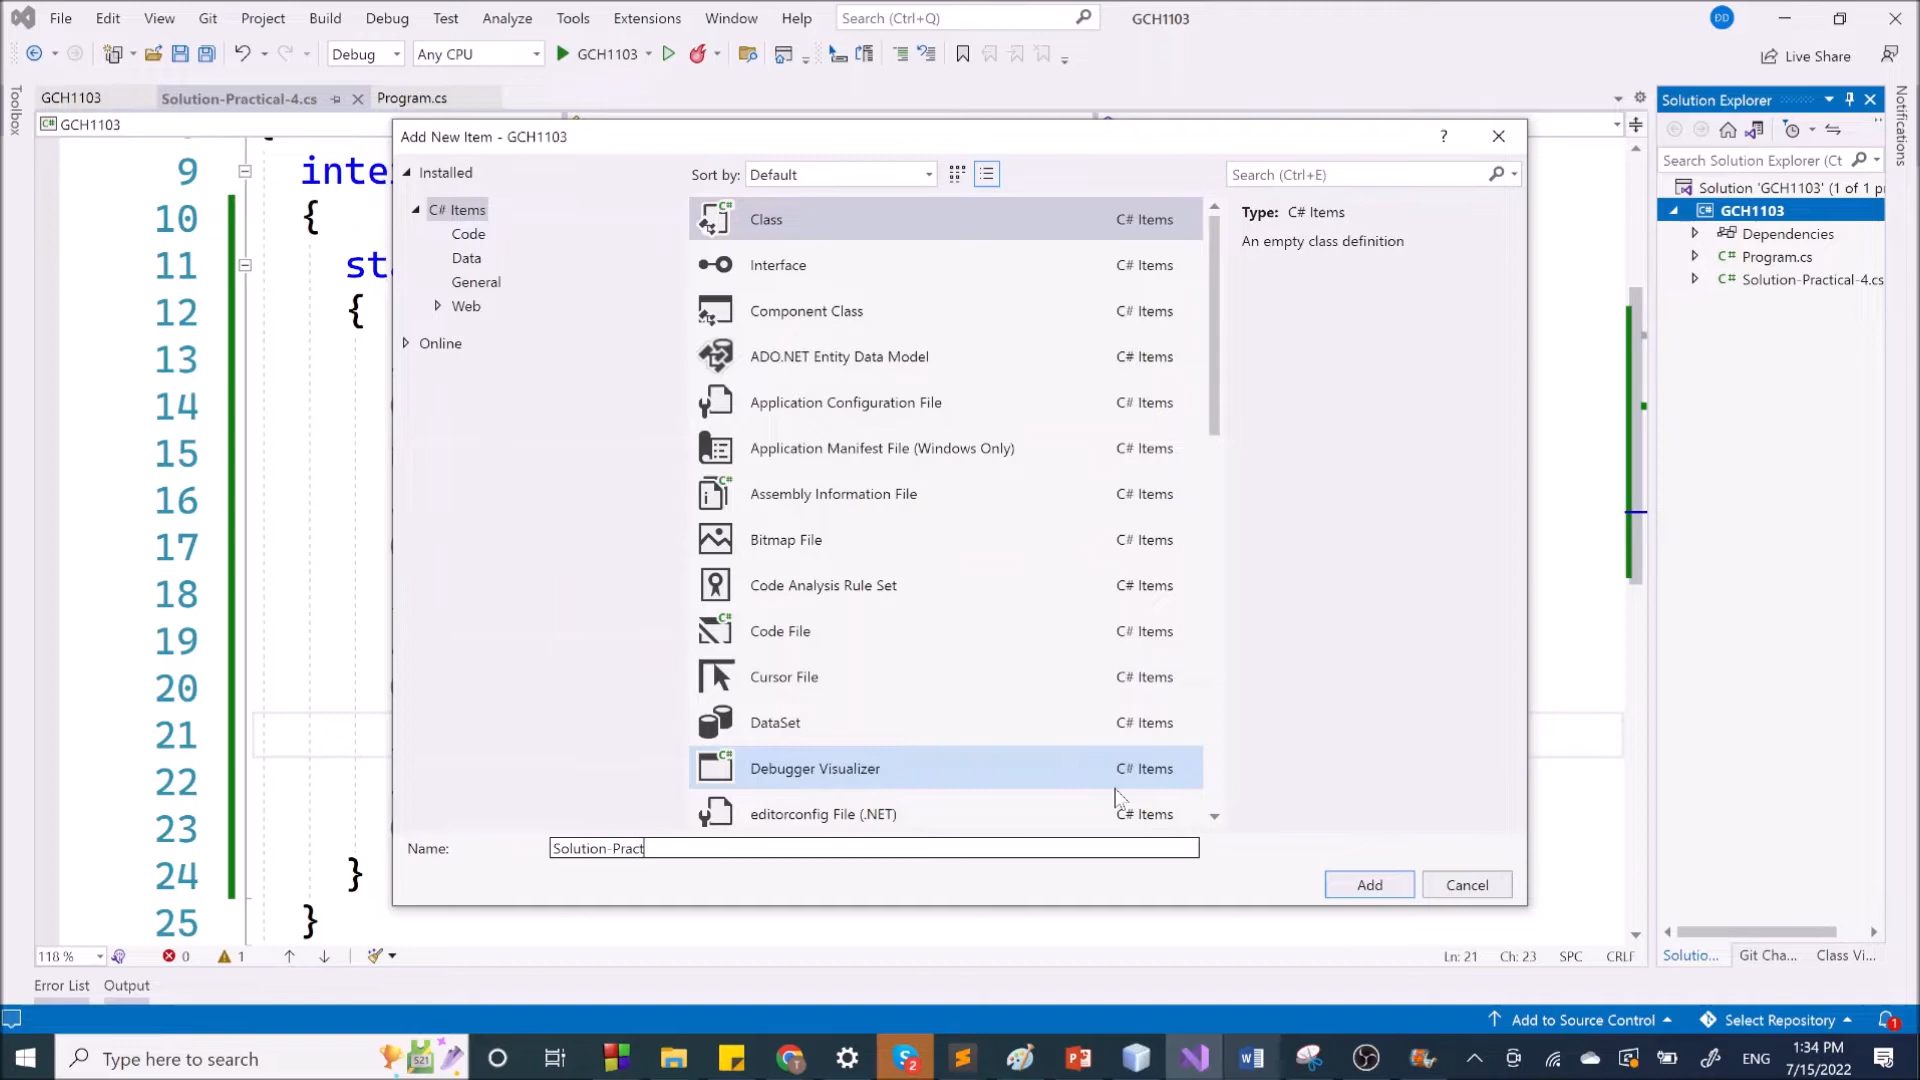 File Edit View Git Project Build Debug Test Analyze Tools Extensions Window Help Search (Ctrl+Q) GCH1103 ĐD
Debug Any CPU GCH1103 Live Share
Toolbox
GCH1103 Solution-Practical-4.cs Program.cs
GCH1103
9 inte
10 {
11 sta
12 {
13
14
15
16
17
18
19
20
21
22
23
24 }
25 }
Add New Item - GCH1103
Installed
C# Items
Code
Data
General
Web
Online
Sort by: Default
Search (Ctrl+E)
Class C# Items
Interface C# Items
Component Class C# Items
ADO.NET Entity Data Model C# Items
Application Configuration File C# Items
Application Manifest File (Windows Only) C# Items
Assembly Information File C# Items
Bitmap File C# Items
Code Analysis Rule Set C# Items
Code File C# Items
Cursor File C# Items
DataSet C# Items
Debugger Visualizer C# Items
editorconfig File (.NET) C# Items
Type: C# Items
An empty class definition
Name: Solution-Pract
Add Cancel
Solution Explorer
Search Solution Explorer (Ct
Solution 'GCH1103' (1 of 1 pr
GCH1103
Dependencies
Program.cs
Solution-Practical-4.cs
Notifications
118 % 0 1 Ln: 21 Ch: 23 SPC CRLF
Solutio... Git Cha... Class Vi...
Error List Output
Add to Source Control Select Repository 1
Type here to search 521 2 ENG 1:34 PM
7/15/2022